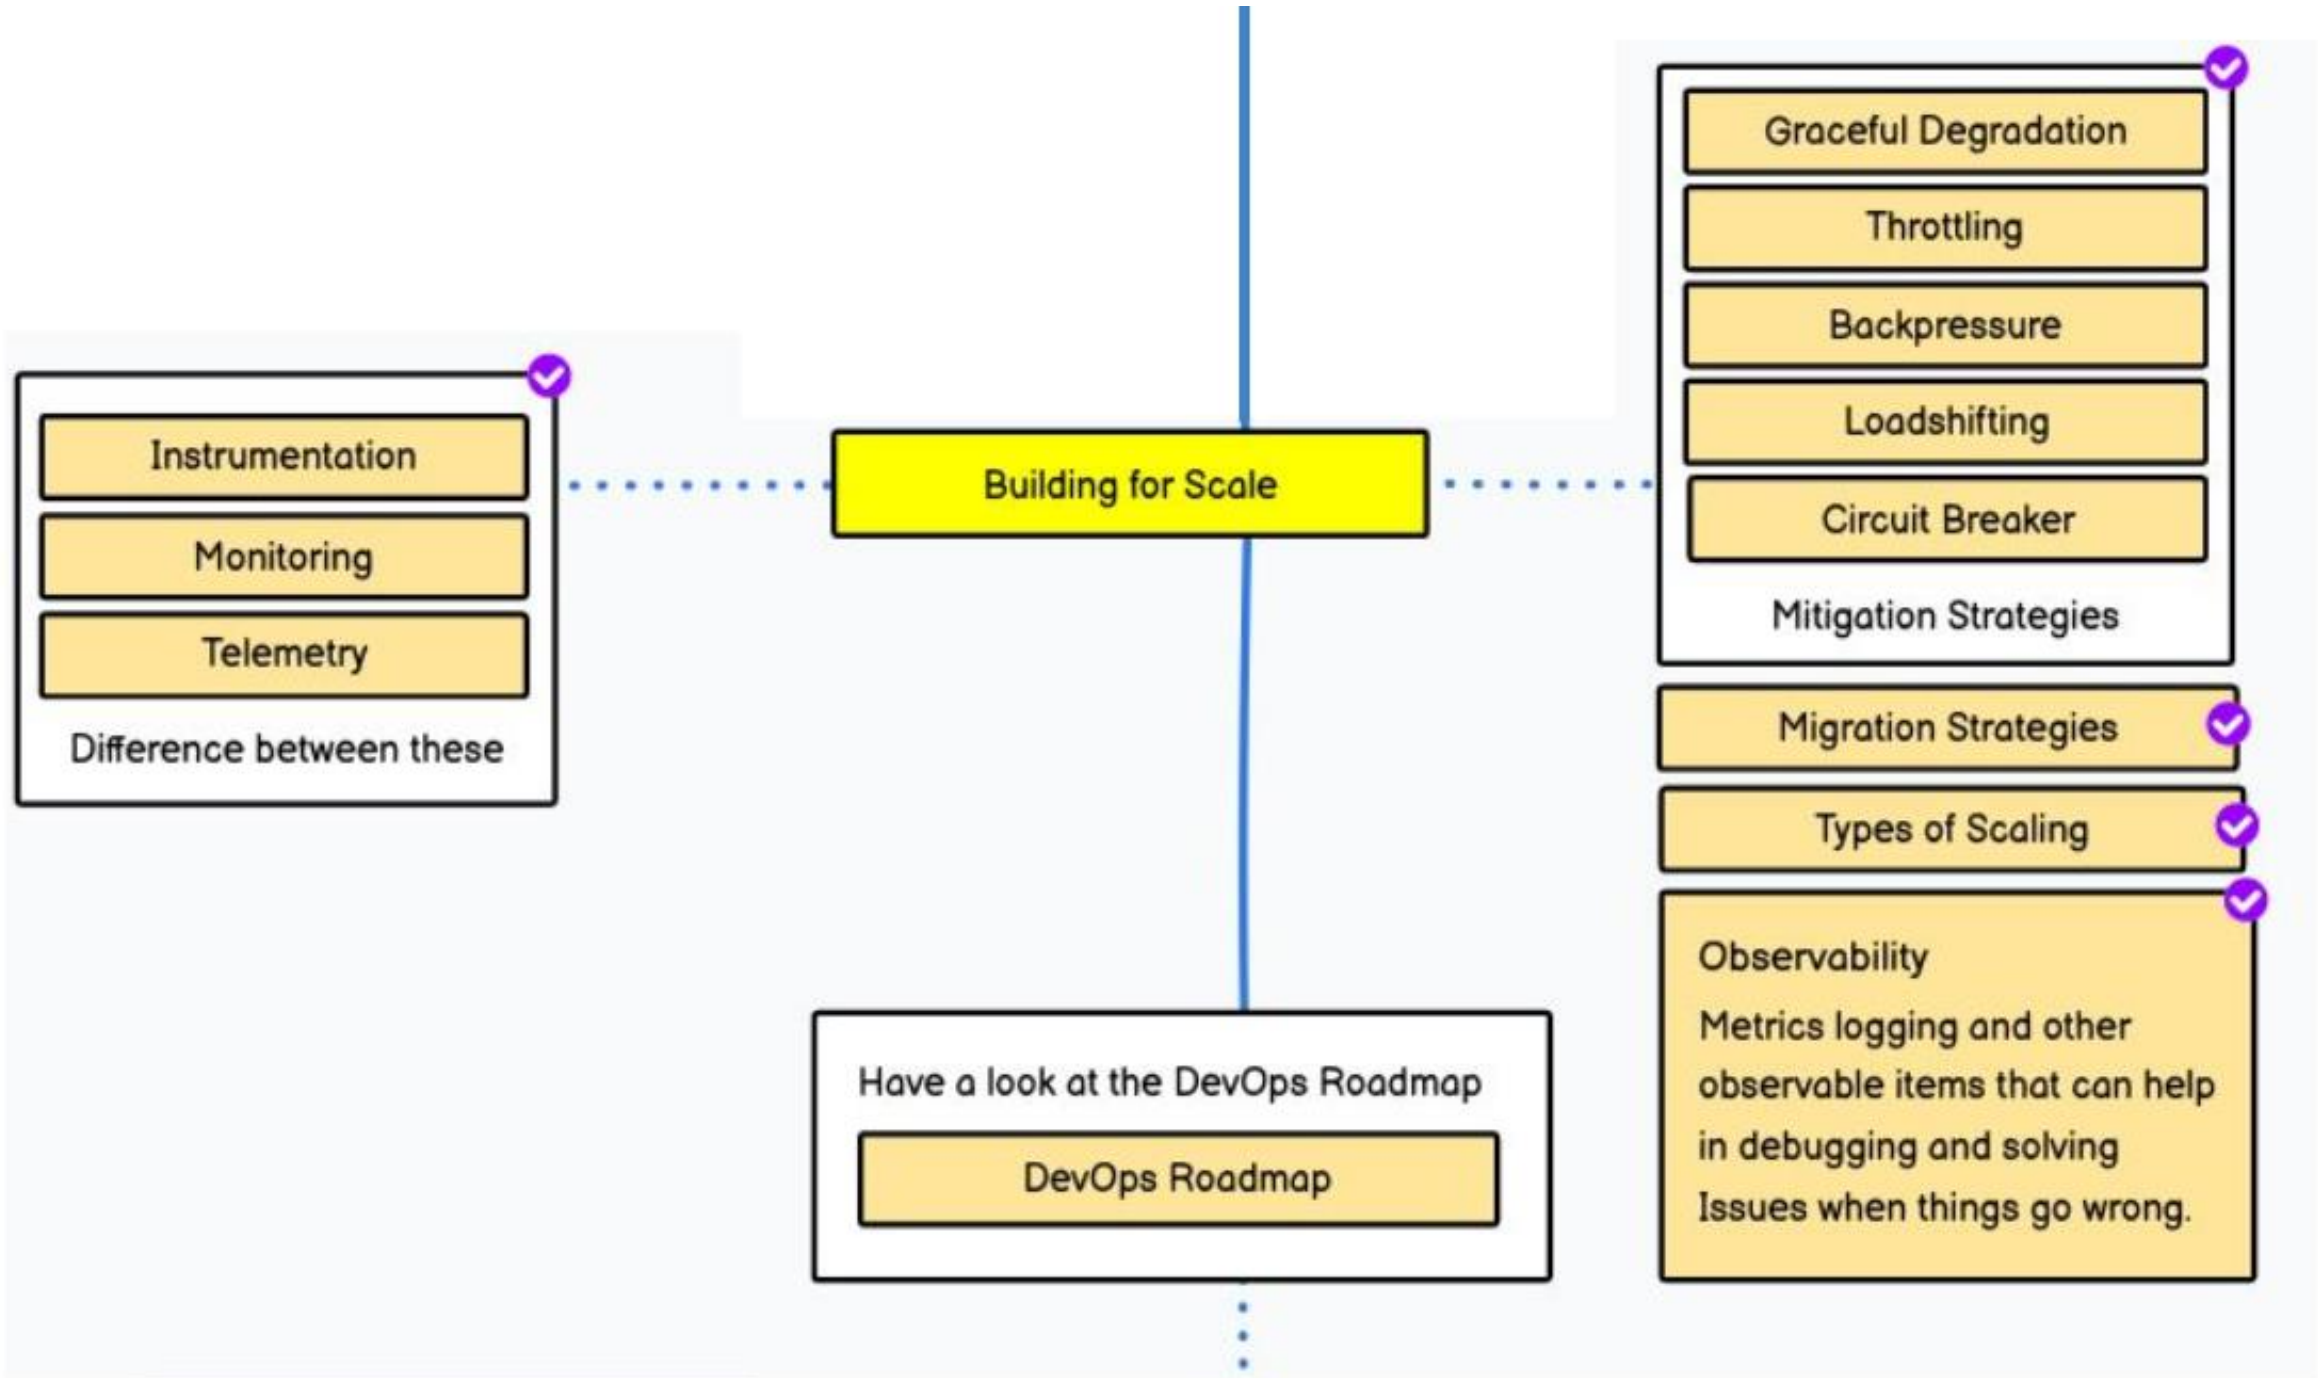 Instrumentation
Monitoring
Telemetry
Difference between these
Building for Scale
Have a look at the DevOps Roadmap
DevOps Roadmap
Graceful Degradation
Throttling
Backpressure
Loadshifting
Circuit Breaker
Mitigation Strategies
Migration Strategies
Types of Scaling
Observability
Metrics logging and other
observable items that can help
in debugging and solving
Issues when things go wrong.